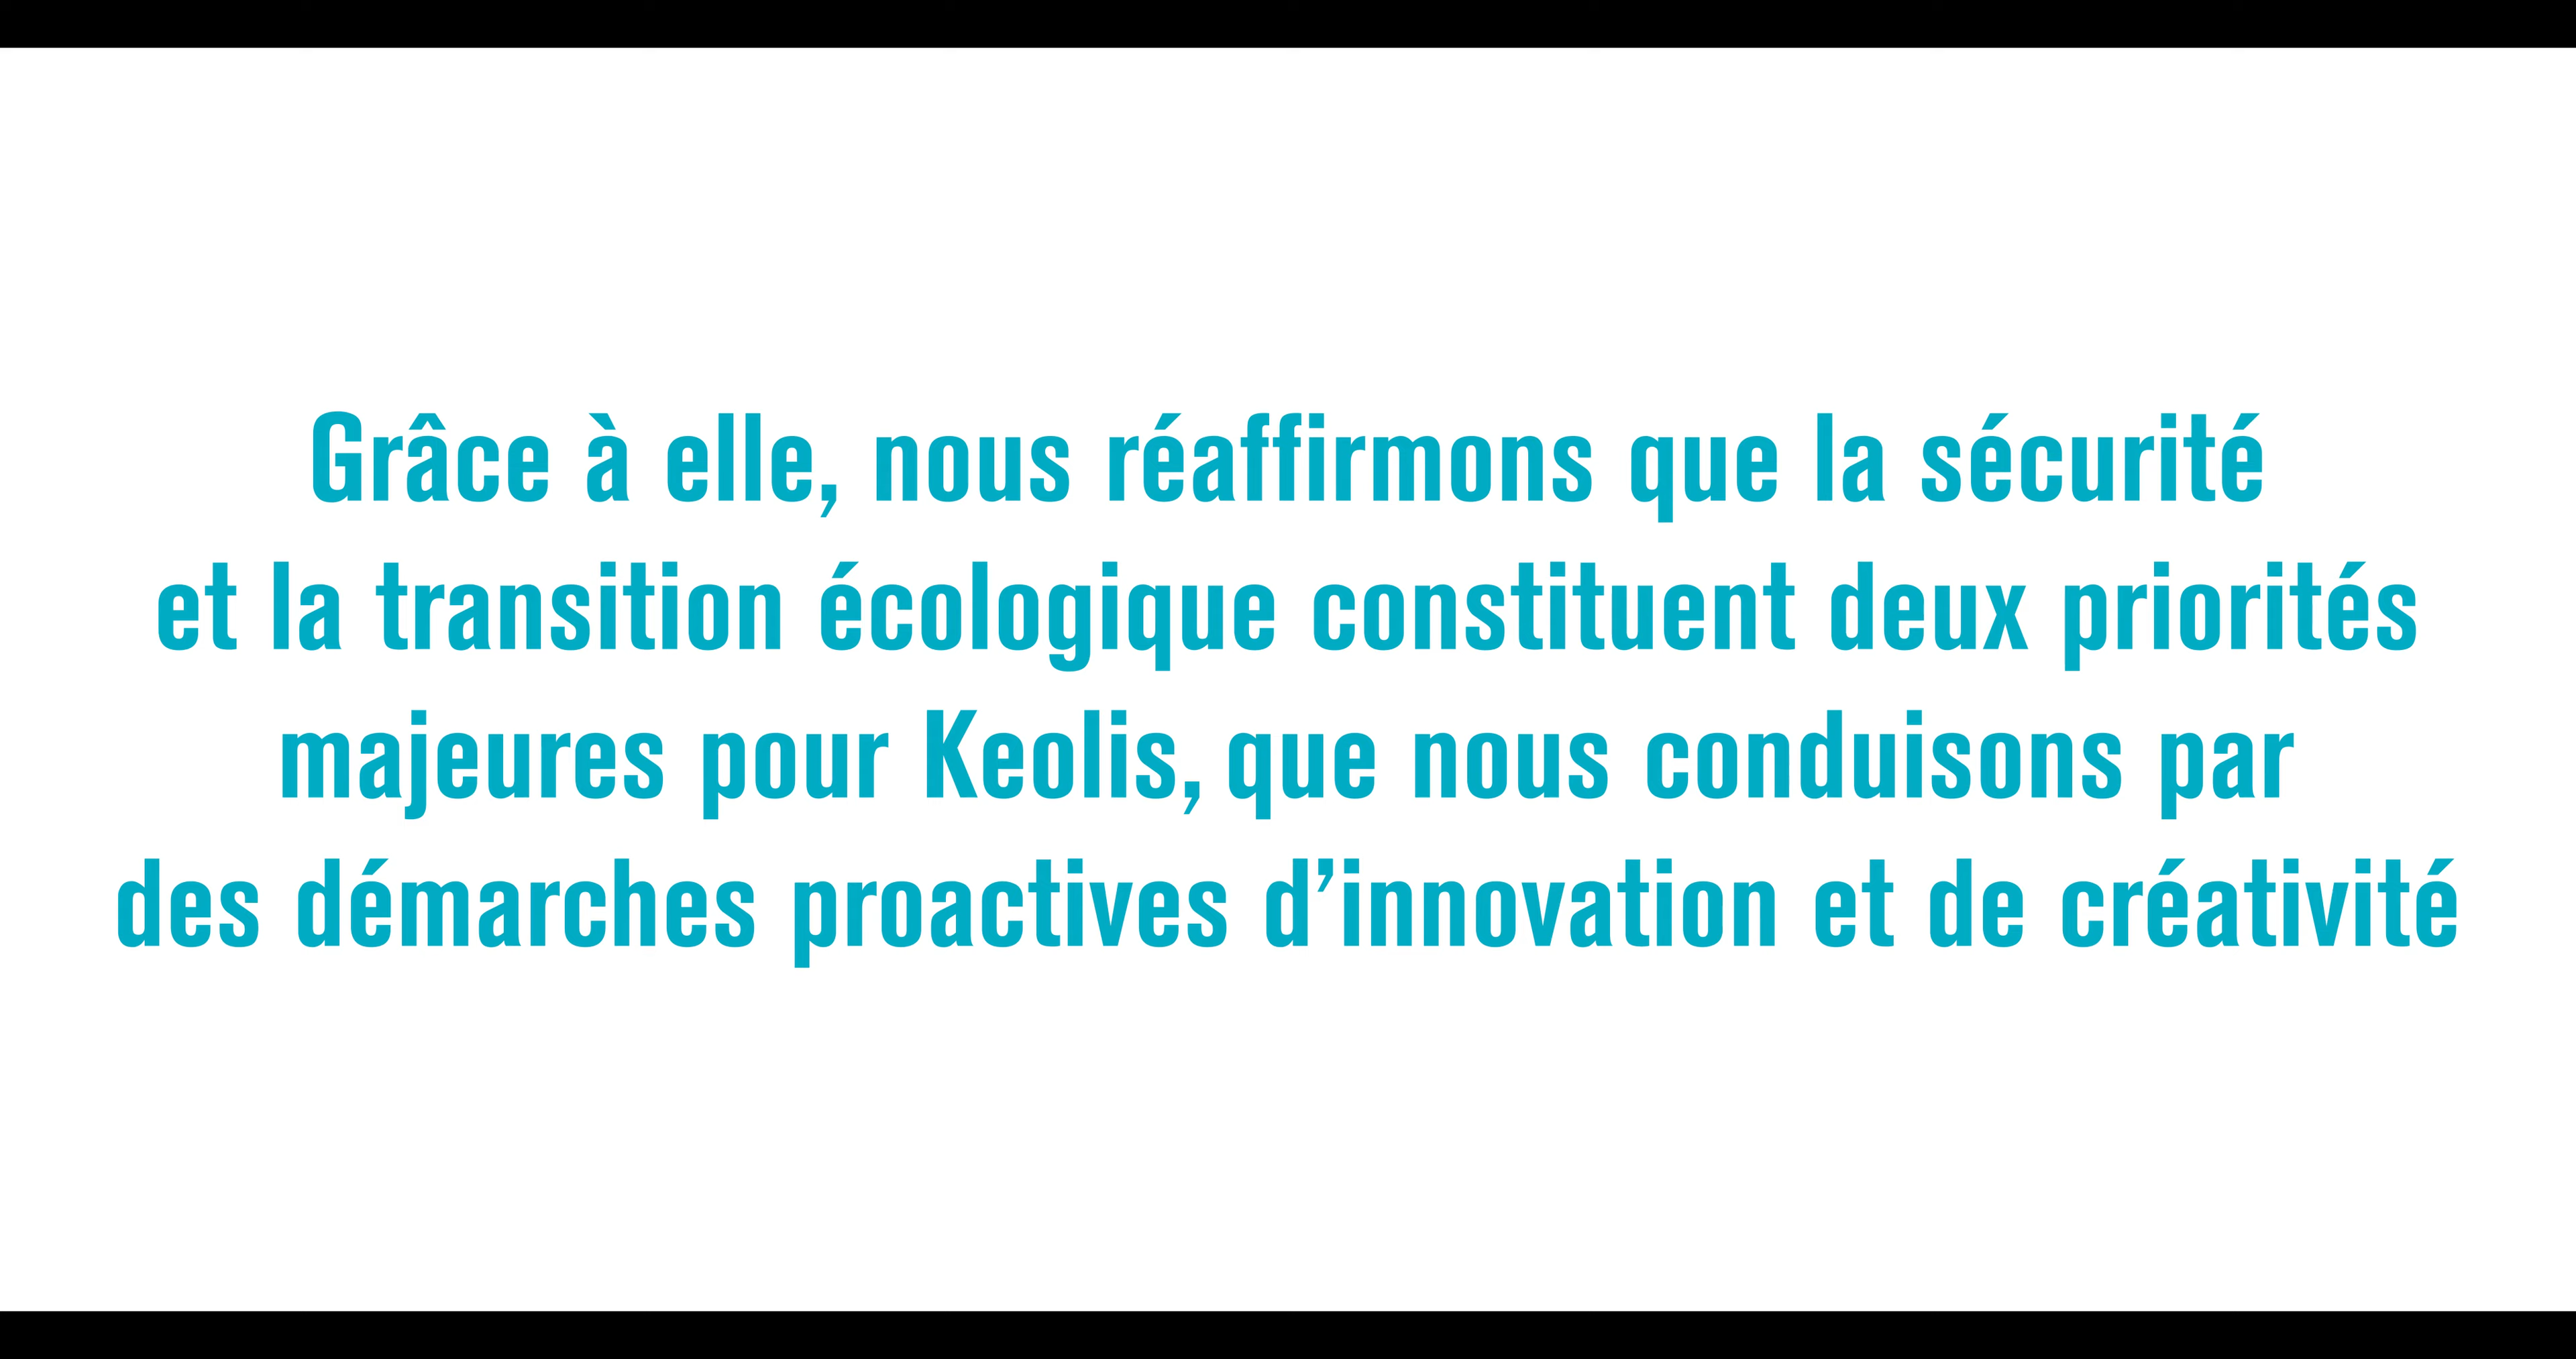 Grâce à elle, nous réaffirmons que la sécurité
et la transition écologique constituent deux priorités
majeures pour Keolis, que nous conduisons par
des démarches proactives d’innovation et de créativité